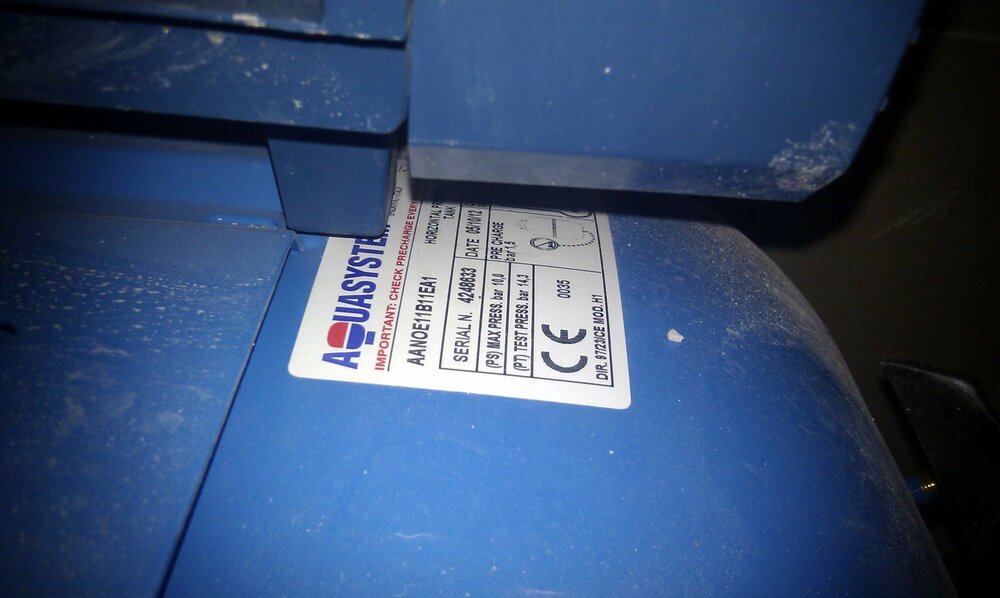 AQUASYSTEM
IMPORTANT: CHECK PRECHARGE EVERY
AANOE11B11EA1
HORIZONTAL
TANK
SERIAL N. 4248633
DATE 05/10/12
(PS) MAX PRESS. bar 10,0
PRE CHARGE
bar 1,5
(PT) TEST PRESS. bar 14,3
CE 0035
DIR. 97/23/CE MOD.H1